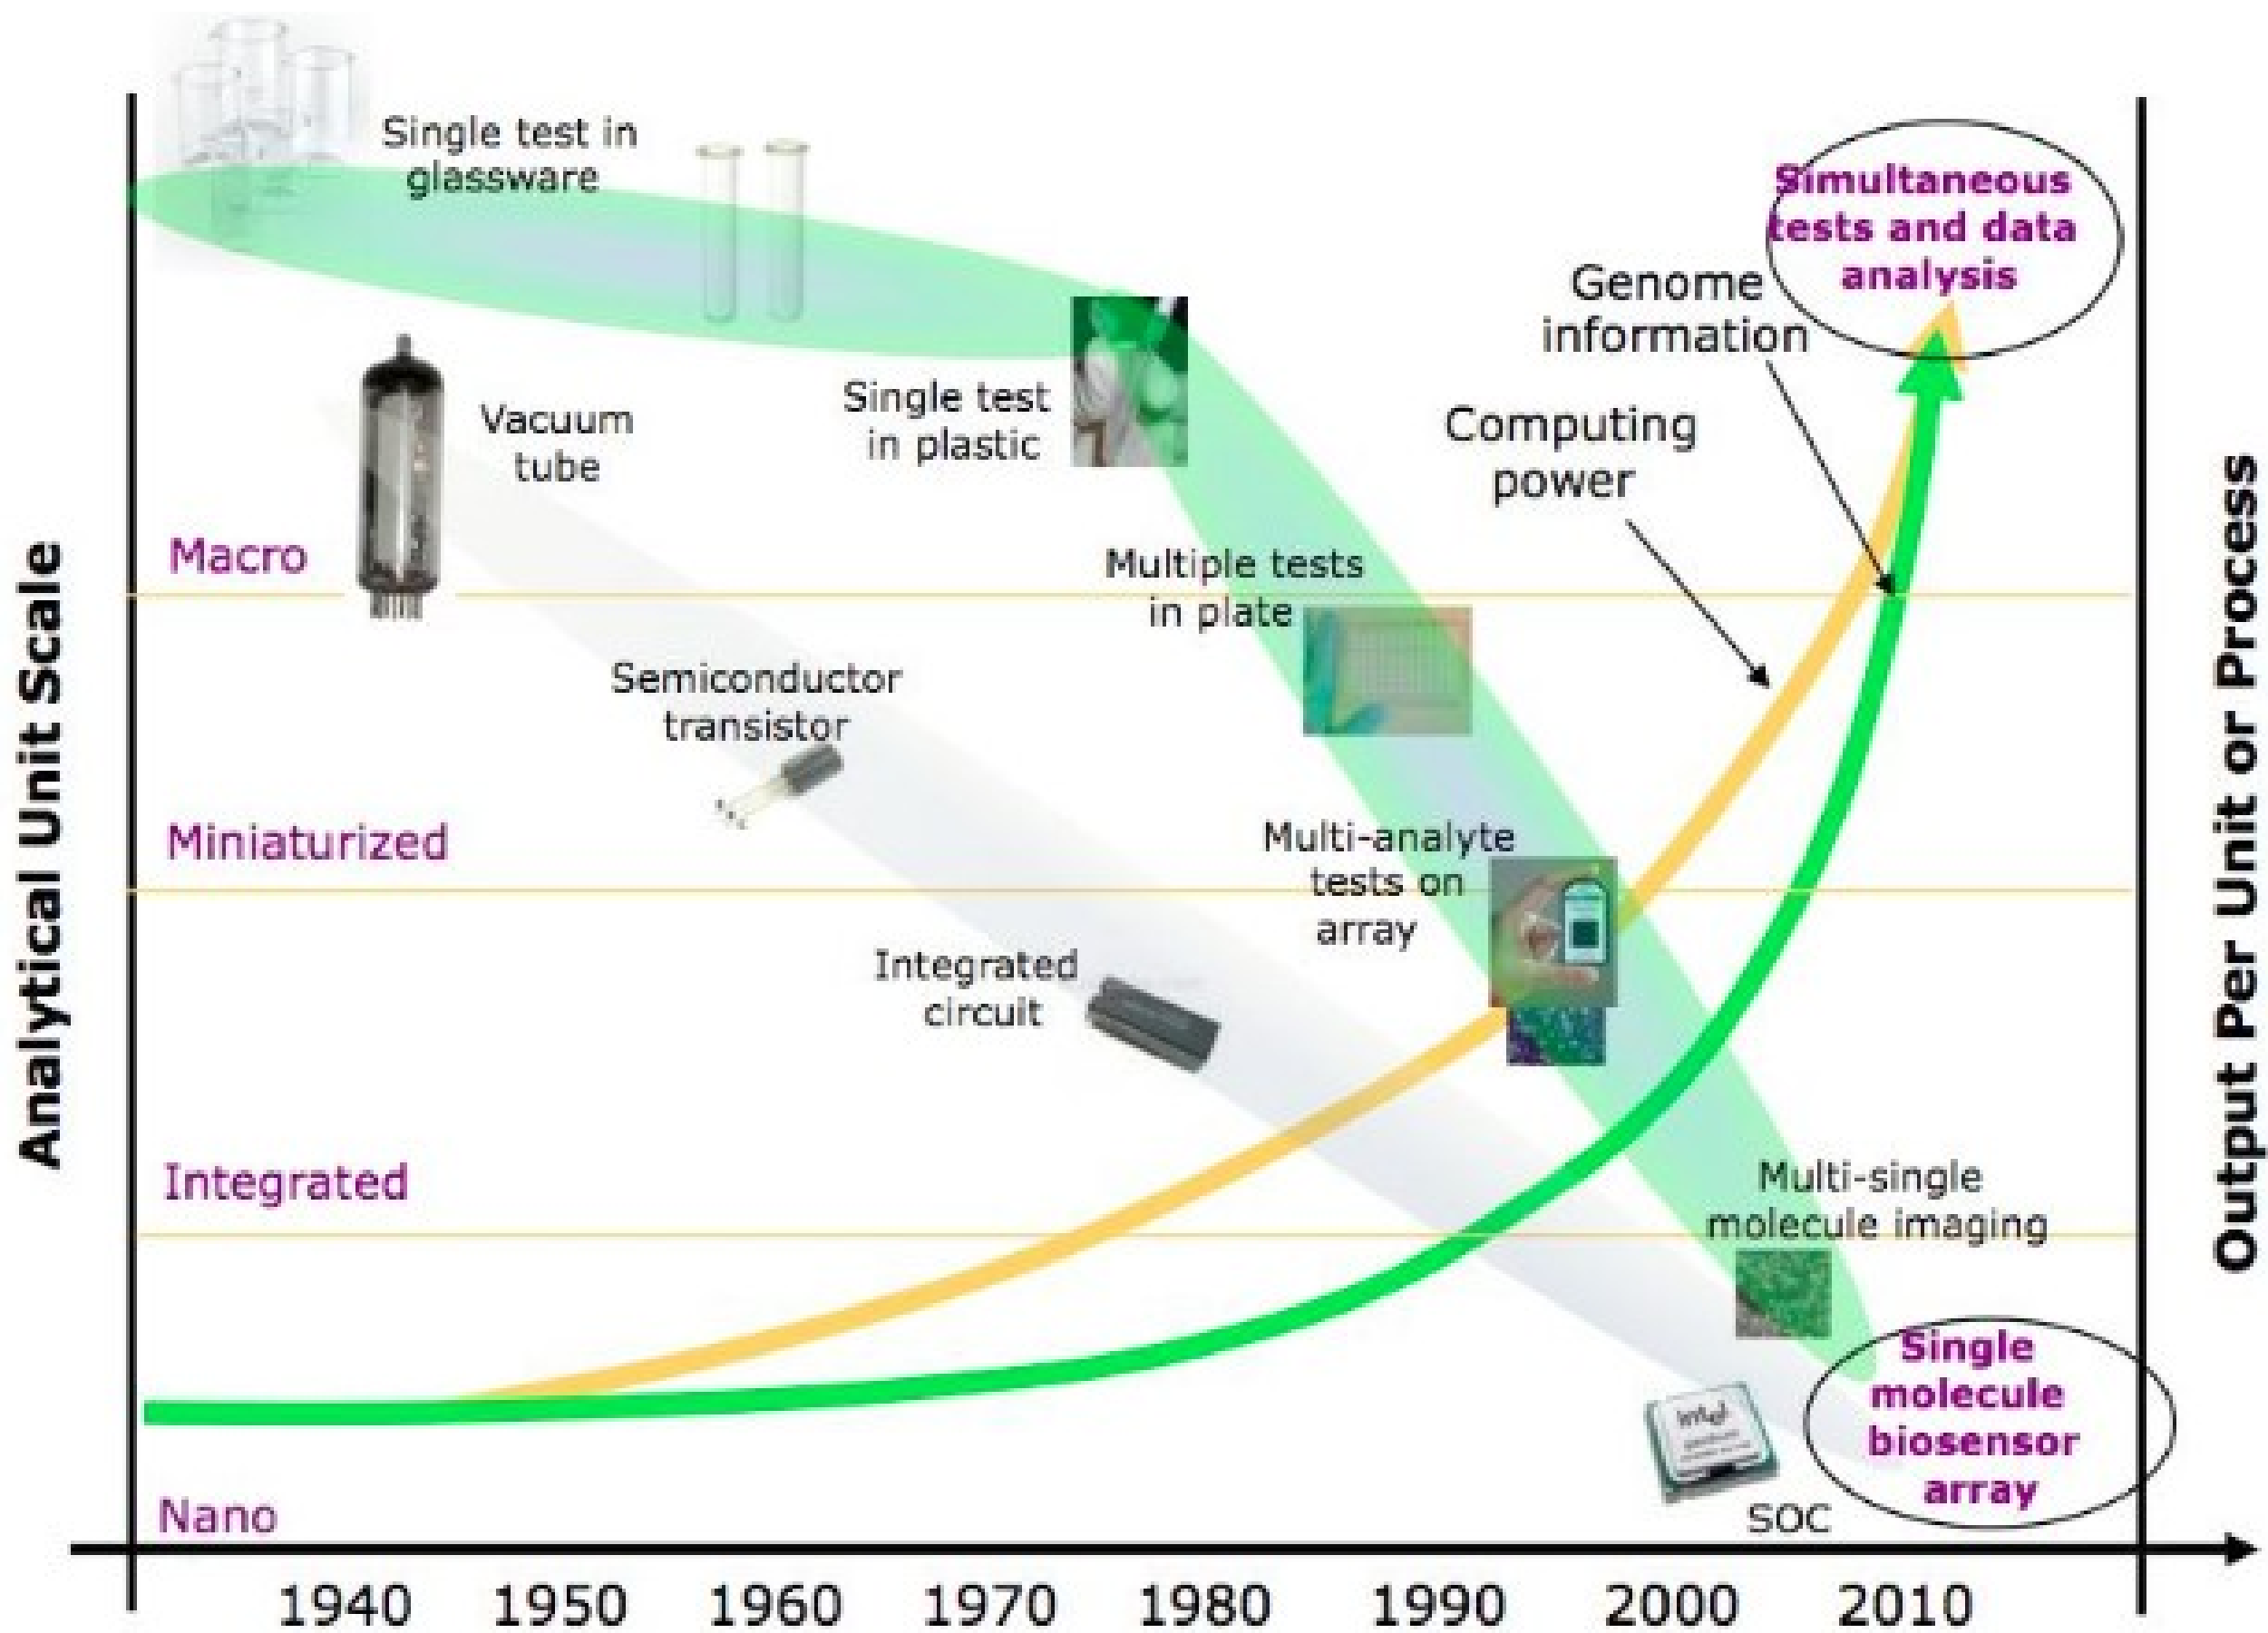 Single test in
glassware
Simultaneous
tests and data
analysis
Genome
information
Vacuum
tube
Single test
in plastic
Computing
power
Macro
Multiple tests
in plate
Semiconductor
transistor
Miniaturized
Multi-analyte
tests on
array
Integrated
circuit
Integrated
Multi-single
molecule imaging
Single
molecule
biosensor
array
intel
SOC
Nano
Analytical Unit Scale
Output Per Unit or Process
1940 1950 1960 1970 1980 1990 2000 2010